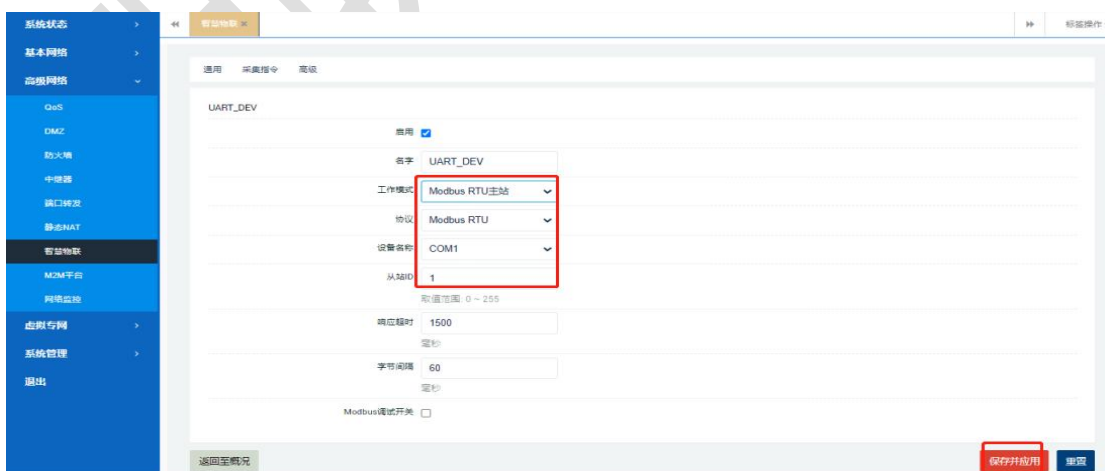 系统状态
智慧物联
标签操作
基本网络
高级网络
通用 采集指令 高级
QoS
UART_DEV
DMZ
启用
防火墙
名字 UART_DEV
中继器
工作模式 Modbus RTU主站
端口转发
协议 Modbus RTU
静态NAT
设备名称 COM1
智慧物联
从站ID 1
M2M平台
取值范围: 0 ~ 255
网络监控
虚拟专网
响应超时 1500
毫秒
系统管理
字节间隔 60
退出
毫秒
Modbus调试开关
返回至概况
保存并应用 重置